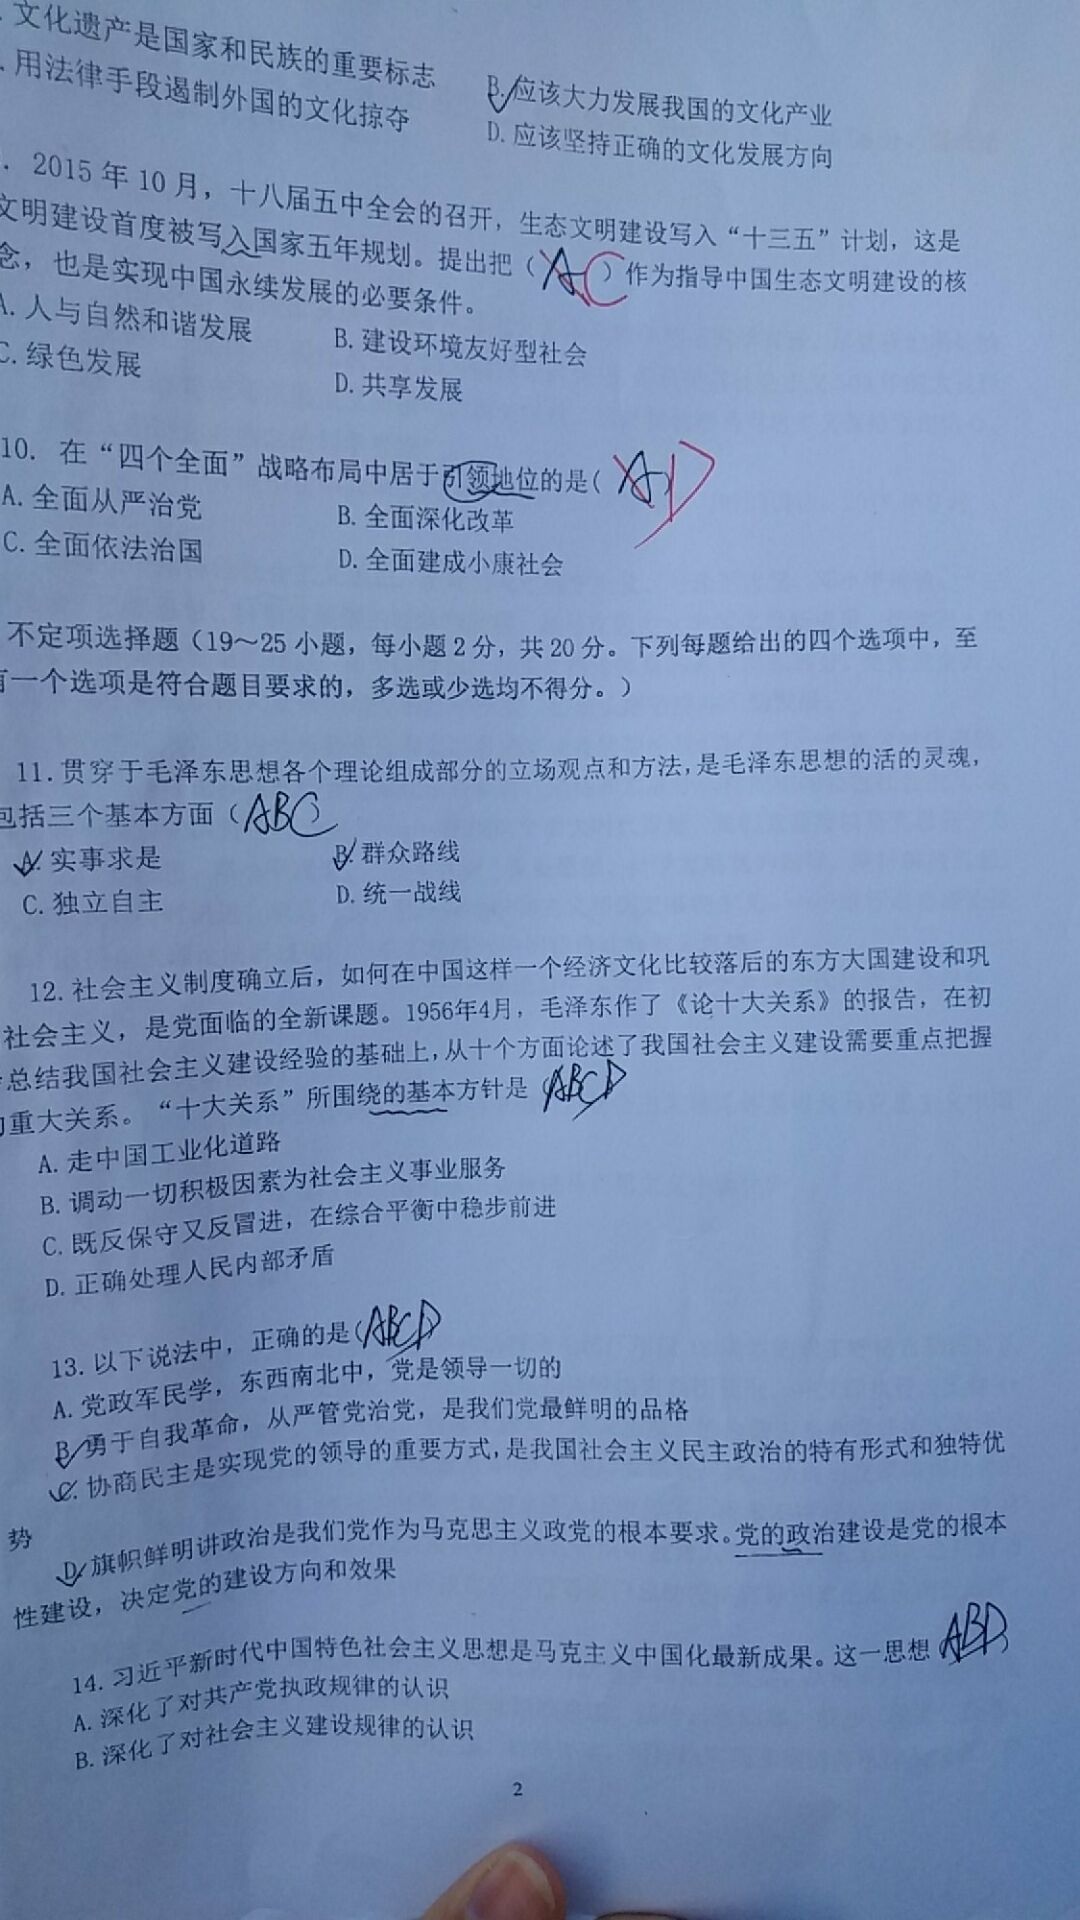 . 文化遗产是国家和民族的重要标志
B. 应该大力发展我国的文化产业
. 用法律手段遏制外国的文化掠夺
D. 应该坚持正确的文化发展方向
. 2015 年 10 月，十八届五中全会的召开，生态文明建设写入“十三五”计划，这是
文明建设首度被写入国家五年规划。提出把（ A C ）作为指导中国生态文明建设的核
念，也是实现中国永续发展的必要条件。
A. 人与自然和谐发展
B. 建设环境友好型社会
C. 绿色发展
D. 共享发展
10. 在“四个全面”战略布局中居于引领地位的是( A D )
A. 全面从严治党
B. 全面深化改革
C. 全面依法治国
D. 全面建成小康社会
不定项选择题（19～25 小题，每小题 2 分，共 20 分。下列每题给出的四个选项中，至
有一个选项是符合题目要求的，多选或少选均不得分。）
11. 贯穿于毛泽东思想各个理论组成部分的立场观点和方法,是毛泽东思想的活的灵魂，
包括三个基本方面（ABC）
A. 实事求是
B. 群众路线
C. 独立自主
D. 统一战线
12. 社会主义制度确立后，如何在中国这样一个经济文化比较落后的东方大国建设和巩
社会主义，是党面临的全新课题。1956年4月，毛泽东作了《论十大关系》的报告，在初
总结我国社会主义建设经验的基础上,从十个方面论述了我国社会主义建设需要重点把握
的重大关系。“十大关系”所围绕的基本方针是（ABCD
A. 走中国工业化道路
B. 调动一切积极因素为社会主义事业服务
C. 既反保守又反冒进，在综合平衡中稳步前进
D. 正确处理人民内部矛盾
13. 以下说法中，正确的是(ABCD
A. 党政军民学，东西南北中，党是领导一切的
B. 勇于自我革命，从严管党治党，是我们党最鲜明的品格
C. 协商民主是实现党的领导的重要方式,是我国社会主义民主政治的特有形式和独特优
势
D. 旗帜鲜明讲政治是我们党作为马克思主义政党的根本要求。党的政治建设是党的根本
性建设，决定党的建设方向和效果
14. 习近平新时代中国特色社会主义思想是马克主义中国化最新成果。这一思想（ABD）
A. 深化了对共产党执政规律的认识
B. 深化了对社会主义建设规律的认识
2